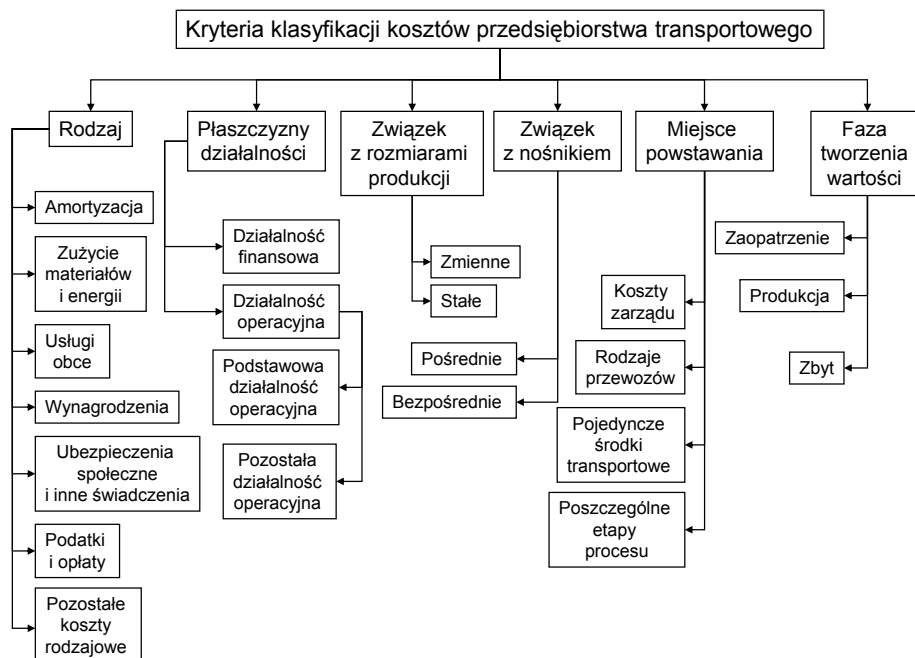 Kryteria klasyfikacji kosztów przedsiębiorstwa transportowego
Rodzaj
Amortyzacja
Zużycie
materiałów
i energii
Usługi
obce
Wynagrodzenia
Ubezpieczenia
społeczne
i inne świadczenia
Podatki
i opłaty
Pozostałe
koszty
rodzajowe
Płaszczyzny
działalności
Działalność
finansowa
Działalność
operacyjna
Podstawowa
działalność
operacyjna
Pozostała
działalność
operacyjna
Związek
z rozmiarami
produkcji
Zmienne
Stałe
Związek
z nośnikiem
Pośrednie
Bezpośrednie
Miejsce
powstawania
Koszty
zarządu
Rodzaje
przewozów
Pojedyncze
środki
transportowe
Poszczególne
etapy
procesu
Faza
tworzenia
wartości
Zaopatrzenie
Produkcja
Zbyt